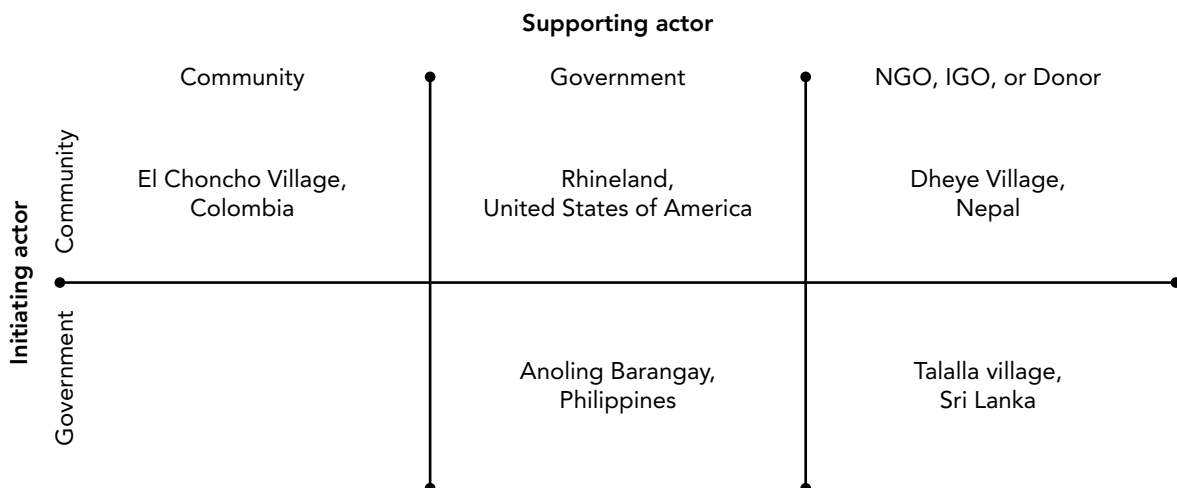 Supporting actor
Community
Government
NGO, IGO, or Donor
Initiating actor
Community
El Choncho Village,
Colombia
Rhineland,
United States of America
Dheye Village,
Nepal
Government
Anoling Barangay,
Philippines
Talalla village,
Sri Lanka